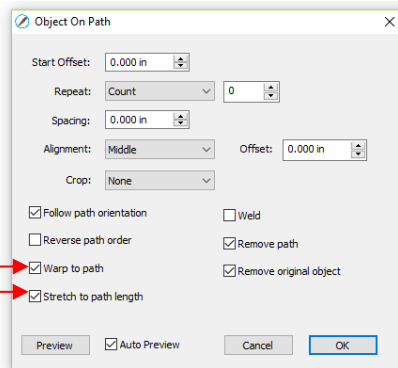 Object On Path
Start Offset: 0.000 in
Repeat: Count 0
Spacing: 0.000 in
Alignment: Middle Offset: 0.000 in
Crop: None
Follow path orientation
Weld
Reverse path order
Remove path
Warp to path
Remove original object
Stretch to path length
Preview Auto Preview Cancel OK